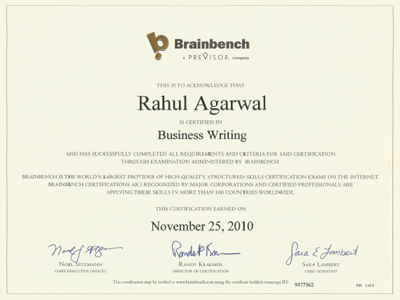 Brainbench
a PREVISOR company
THIS IS TO ACKNOWLEDGE THAT
Rahul Agarwal
IS CERTIFIED IN
Business Writing
AND HAS SUCCESSFULLY COMPLETED ALL REQUIREMENTS AND CRITERIA FOR SAID CERTIFICATION
THROUGH EXAMINATION ADMINISTERED BY BRAINBENCH
BRAINBENCH IS THE WORLD'S LARGEST PROVIDER OF HIGH-QUALITY, STRUCTURED SKILLS CERTIFICATION EXAMS ON THE INTERNET.
BRAINBENCH CERTIFICATIONS ARE RECOGNIZED BY MAJOR CORPORATIONS AND CERTIFIED PROFESSIONALS ARE
APPLYING THEIR SKILLS IN MORE THAN 100 COUNTRIES WORLDWIDE.
THIS CERTIFICATION EARNED ON
November 25, 2010
Sara E Lambert
NOEL SITZMANN RANDY KRAEMER SARA LAMBERT
CHIEF EXECUTIVE OFFICER DIRECTOR OF CERTIFICATION CHIEF SCIENTIST
This certification may be verified at www.brainbench.com using the certificate holder's transcript ID# 9477562